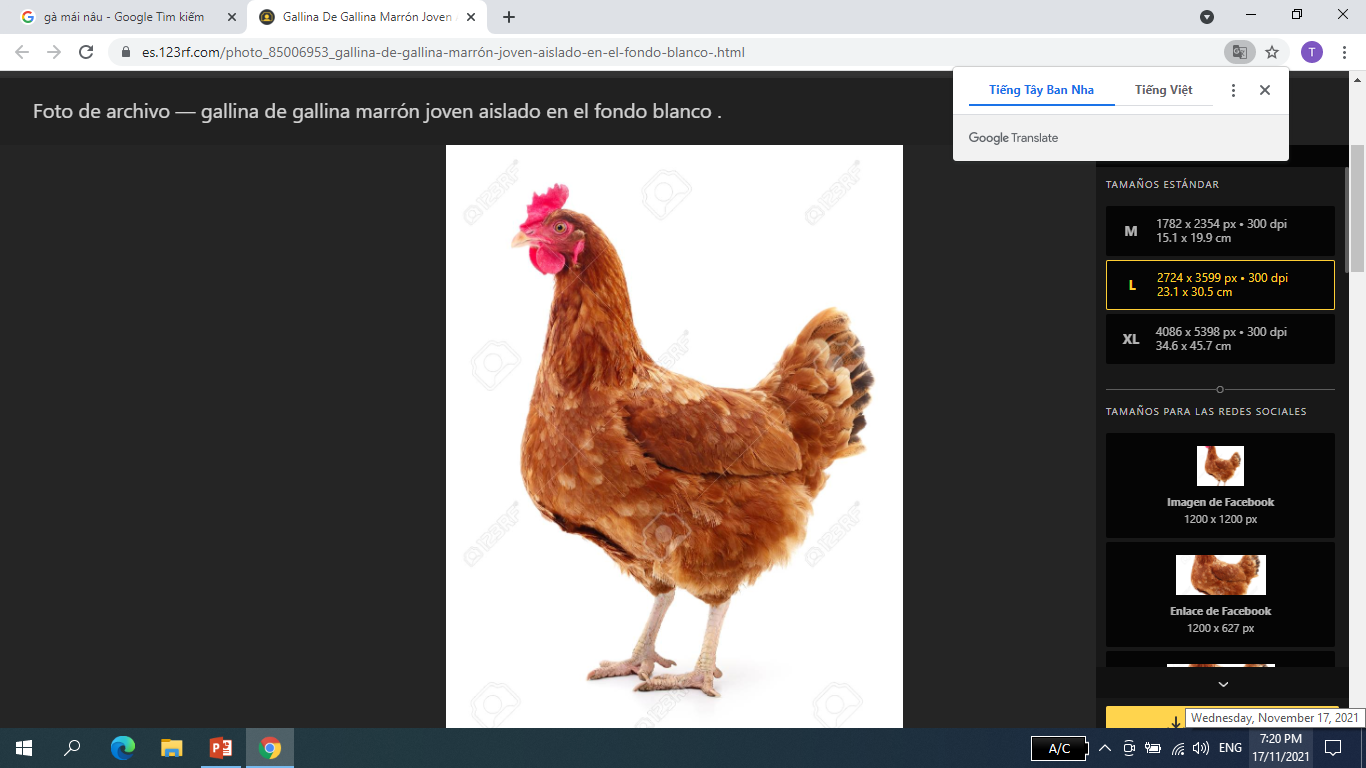 gà mái nâu - Google Tìm kiếm
Gallina De Gallina Marrón Joven
es.123rf.com/photo_85006953_gallina-de-gallina-marrón-joven-aislado-en-el-fondo-blanco-.html
T
Tiếng Tây Ban Nha
Tiếng Việt
Google Translate
Foto de archivo — gallina de gallina marrón joven aislado en el fondo blanco .
123RF
123RF
123RF
123RF
123RF
TAMAÑOS ESTÁNDAR
M
1782 x 2354 px • 300 dpi
15.1 x 19.9 cm
L
2724 x 3599 px • 300 dpi
23.1 x 30.5 cm
XL
4086 x 5398 px • 300 dpi
34.6 x 45.7 cm
TAMAÑOS PARA LAS REDES SOCIALES
Imagen de Facebook
1200 x 1200 px
Enlace de Facebook
1200 x 627 px
Wednesday, November 17, 2021
A/C
ENG
7:20 PM
17/11/2021